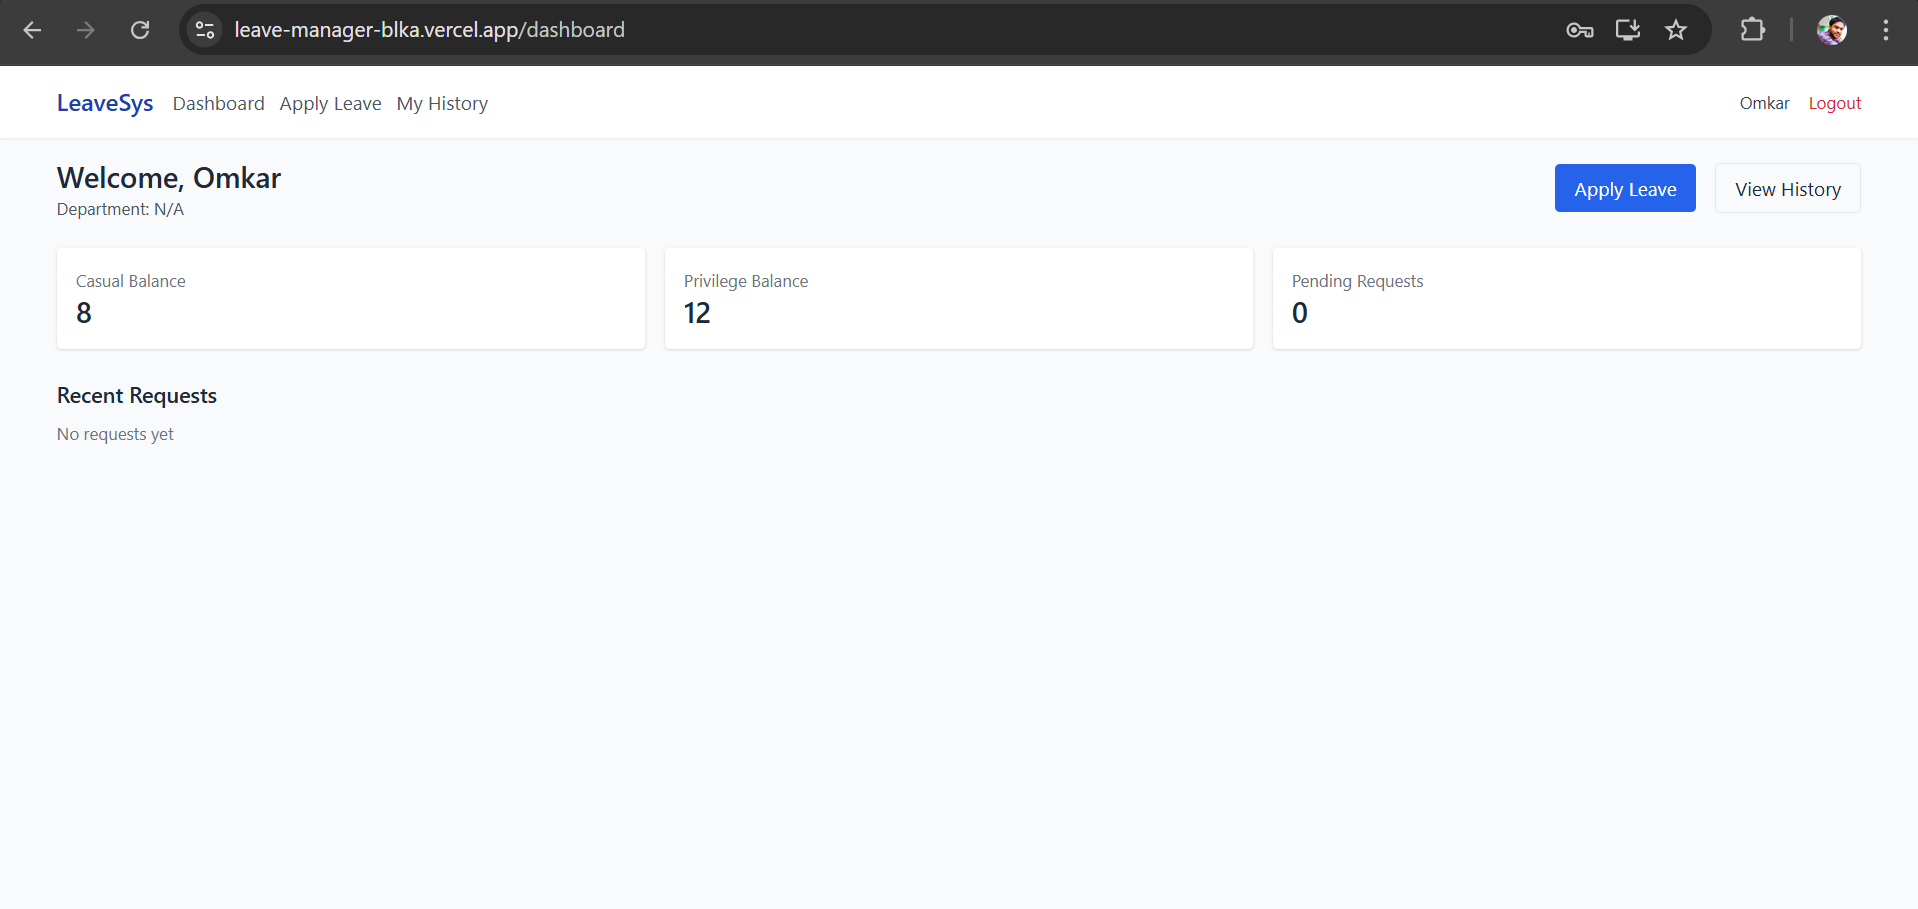 leave-manager-blka.vercel.app/dashboard
LeaveSys Dashboard Apply Leave My History Omkar Logout
Welcome, Omkar
Department: N/A
Apply Leave View History
Casual Balance
8
Privilege Balance
12
Pending Requests
0
Recent Requests
No requests yet